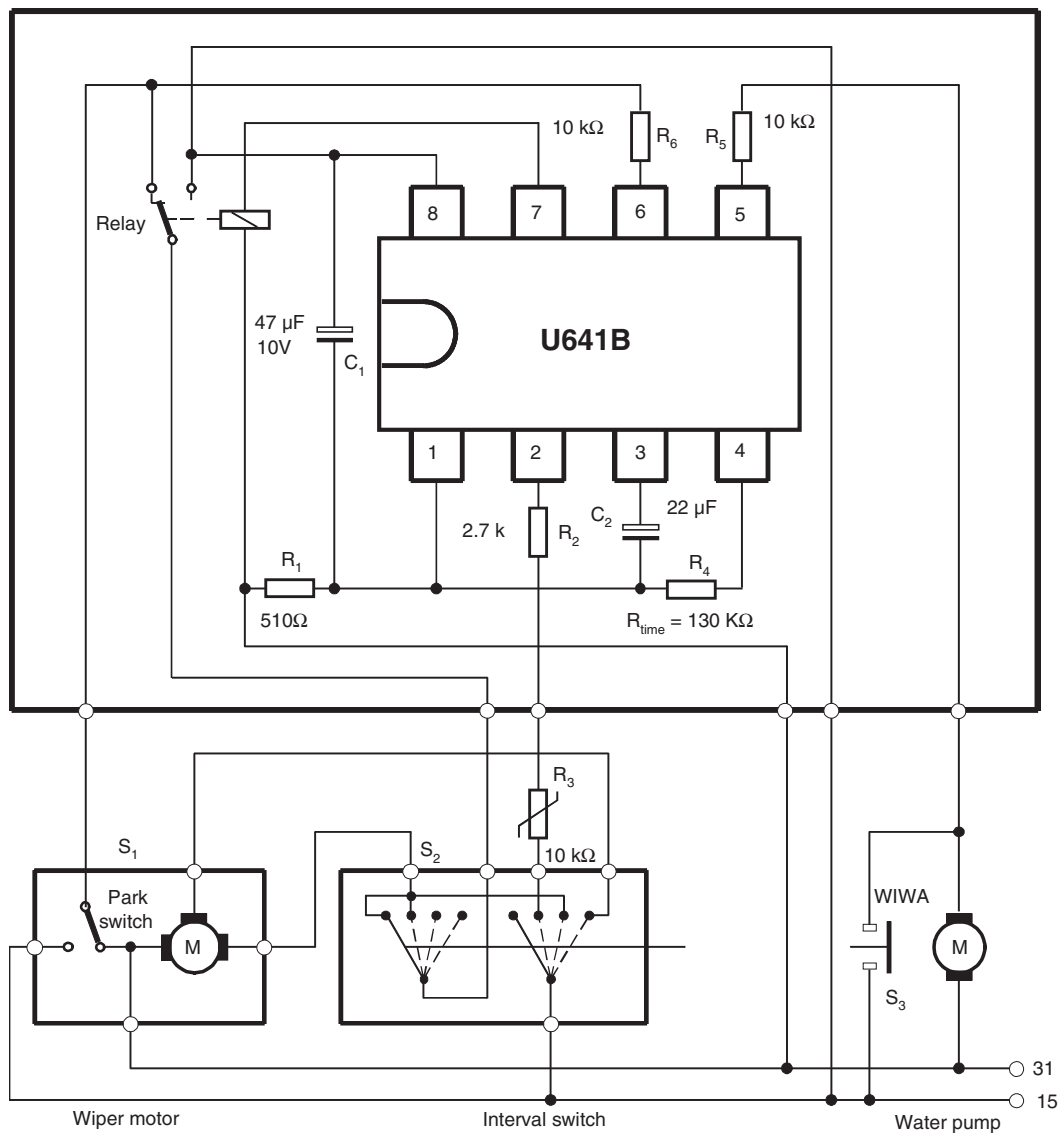 10 kΩ
R6
R5
10 kΩ
8
7
6
5
Relay
47 µF
10V
C1
U641B
1
2
3
4
2.7 k
R2
C2
22 µF
R1
R4
510Ω
Rtime = 130 KΩ
R3
10 kΩ
S1
S2
Park
switch
M
WIWA
M
S3
31
15
Wiper motor
Interval switch
Water pump